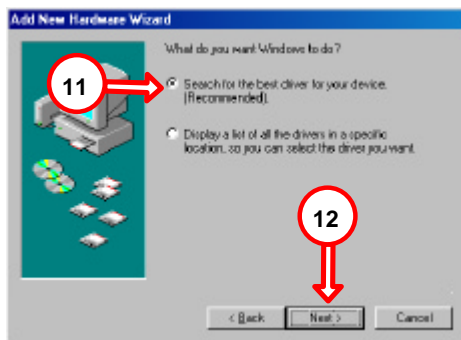 Add New Hardware Wizard
What do you want Windows to do?
11
Search for the best driver for your device.
(Recommended).
Display a list of all the drivers in a specific
location, so you can select the driver you want.
12
< Back
Next >
Cancel